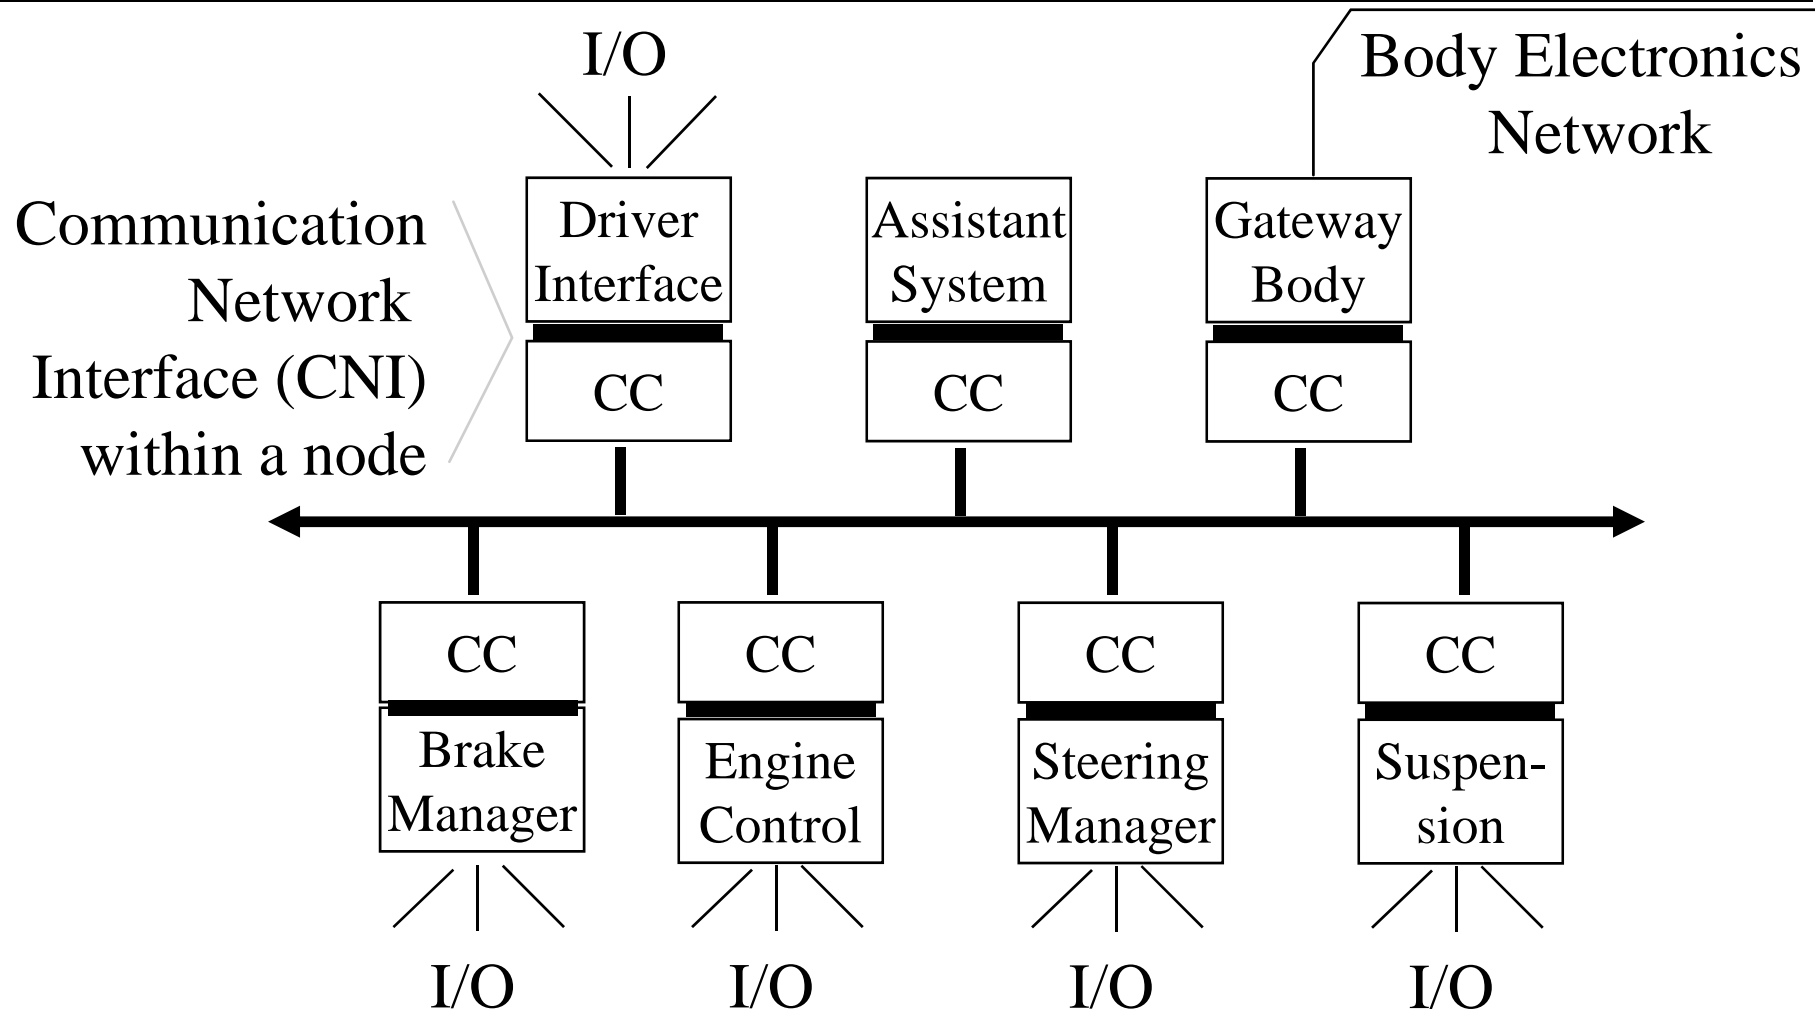 I/O
Body Electronics
Network
Communication
Network
Interface (CNI)
within a node
Driver
Interface
CC
Assistant
System
CC
Gateway
Body
CC
CC
Brake
Manager
I/O
CC
Engine
Control
I/O
CC
Steering
Manager
I/O
CC
Suspen-
sion
I/O